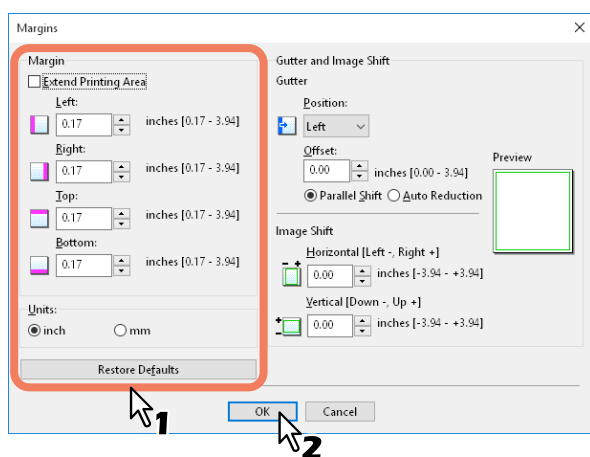 Margins
Margin
Extend Printing Area
Left:
0.17 inches [0.17 - 3.94]
Right:
0.17 inches [0.17 - 3.94]
Top:
0.17 inches [0.17 - 3.94]
Bottom:
0.17 inches [0.17 - 3.94]
Units:
inch mm
Restore Defaults
1
Gutter and Image Shift
Gutter
Position:
Left
Offset:
0.00 inches [0.00 - 3.94]
Parallel Shift Auto Reduction
Preview
Image Shift
Horizontal [Left -, Right +]
- +
0.00 inches [-3.94 - +3.94]
Vertical [Down -, Up +]
+
-
0.00 inches [-3.94 - +3.94]
OK Cancel
2